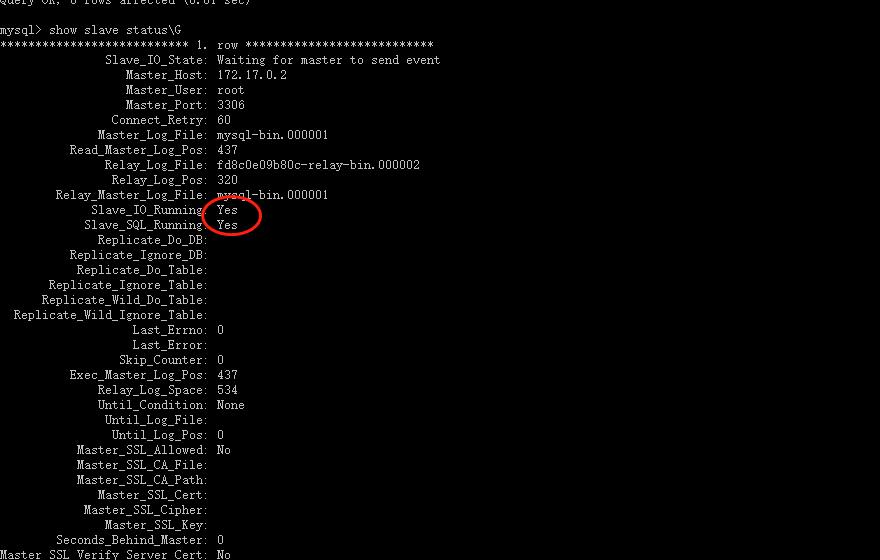 Query OK, 0 rows affected (0.01 sec)
mysql> show slave status\G
*************************** 1. row ***************************
Slave_IO_State: Waiting for master to send event
Master_Host: 172.17.0.2
Master_User: root
Master_Port: 3306
Connect_Retry: 60
Master_Log_File: mysql-bin.000001
Read_Master_Log_Pos: 437
Relay_Log_File: fd8c0e09b80c-relay-bin.000002
Relay_Log_Pos: 320
Relay_Master_Log_File: mysql-bin.000001
Slave_IO_Running: Yes
Slave_SQL_Running: Yes
Replicate_Do_DB:
Replicate_Ignore_DB:
Replicate_Do_Table:
Replicate_Ignore_Table:
Replicate_Wild_Do_Table:
Replicate_Wild_Ignore_Table:
Last_Errno: 0
Last_Error:
Skip_Counter: 0
Exec_Master_Log_Pos: 437
Relay_Log_Space: 534
Until_Condition: None
Until_Log_File:
Until_Log_Pos: 0
Master_SSL_Allowed: No
Master_SSL_CA_File:
Master_SSL_CA_Path:
Master_SSL_Cert:
Master_SSL_Cipher:
Master_SSL_Key:
Seconds_Behind_Master: 0
Master_SSL_Verify_Server_Cert: No